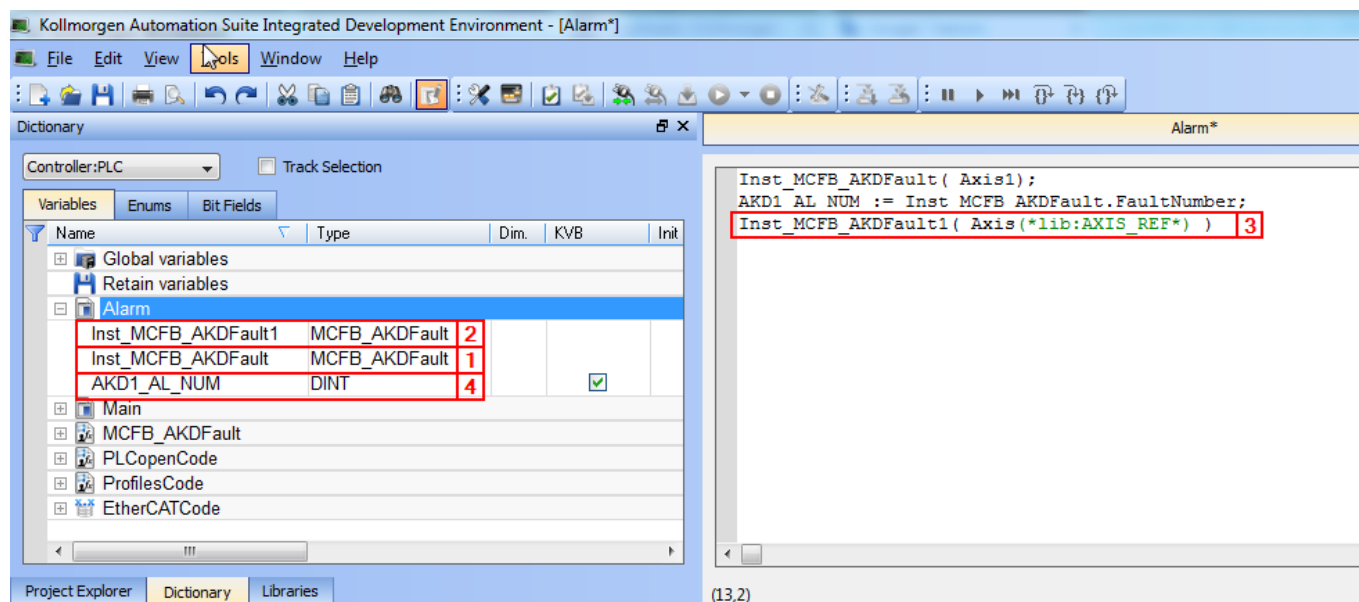 Kollmorgen Automation Suite Integrated Development Environment - [Alarm*]
File Edit View Tools Window Help
Dictionary
Alarm*
Controller:PLC
Track Selection
Variables Enums Bit Fields
Name Type Dim. KVB Init
Global variables
Retain variables
Alarm
Inst_MCFB_AKDFault1 MCFB_AKDFault 2
Inst_MCFB_AKDFault MCFB_AKDFault 1
AKD1_AL_NUM DINT 4
Main
MCFB_AKDFault
PLCopenCode
ProfilesCode
EtherCATCode
Inst_MCFB_AKDFault( Axis1);
AKD1_AL_NUM := Inst_MCFB_AKDFault.FaultNumber;
Inst_MCFB_AKDFault1( Axis(*lib:AXIS_REF*) ) 3
Project Explorer Dictionary Libraries
(13,2)